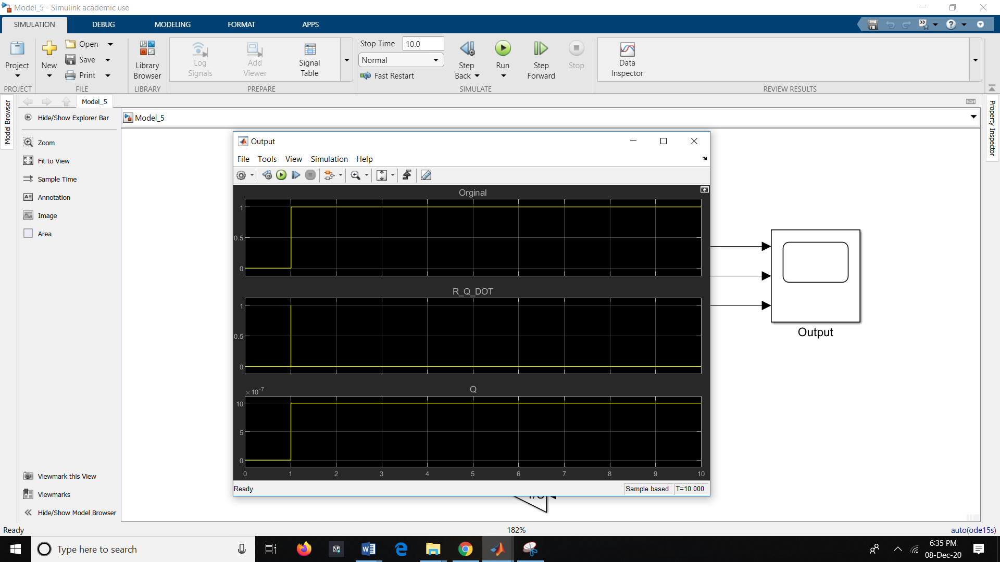 Model_5 - Simulink academic use
SIMULATION DEBUG MODELING FORMAT APPS
Project
PROJECT
New
Open
Save
Print
FILE
Library
Browser
LIBRARY
Log
Signals
Add
Viewer
Signal
Table
PREPARE
Stop Time 10.0
Normal
Fast Restart
Step
Back
Run
Step
Forward
Stop
SIMULATE
Data
Inspector
REVIEW RESULTS
Model Browser
Model_5
Hide/Show Explorer Bar
Model_5
Property Inspector
Zoom
Fit to View
Sample Time
Annotation
Image
Area
Viewmark this View
Viewmarks
Hide/Show Model Browser
Output
File Tools View Simulation Help
Orginal
1
0.5
0
R_Q_DOT
1
0.5
0
×10⁻⁷
Q
10
5
0
0 1 2 3 4 5 6 7 8 9 10
Ready
Sample based T=10.000
Output
Ready
182%
auto(ode15s)
Type here to search
6:35 PM
08-Dec-20